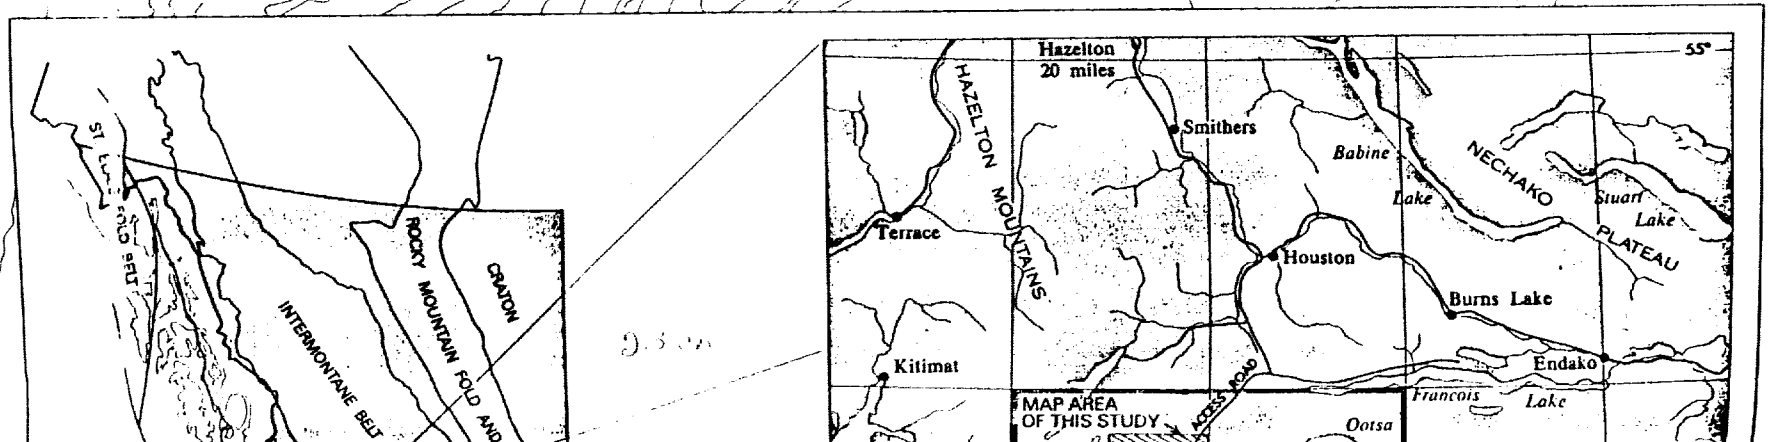 ST
FOLD BELT
INTERMONTANE BELT
ROCKY MOUNTAIN FOLD AND
CRATON
Hazelton
20 miles
55°
HAZELTON MOUNTAINS
Smithers
Babine
Lake
NECHAKO
PLATEAU
Stuart
Lake
Terrace
Houston
Burns Lake
Kitimat
Endako
Francois Lake
ACCESS ROAD
MAP AREA
OF THIS STUDY
Ootsa